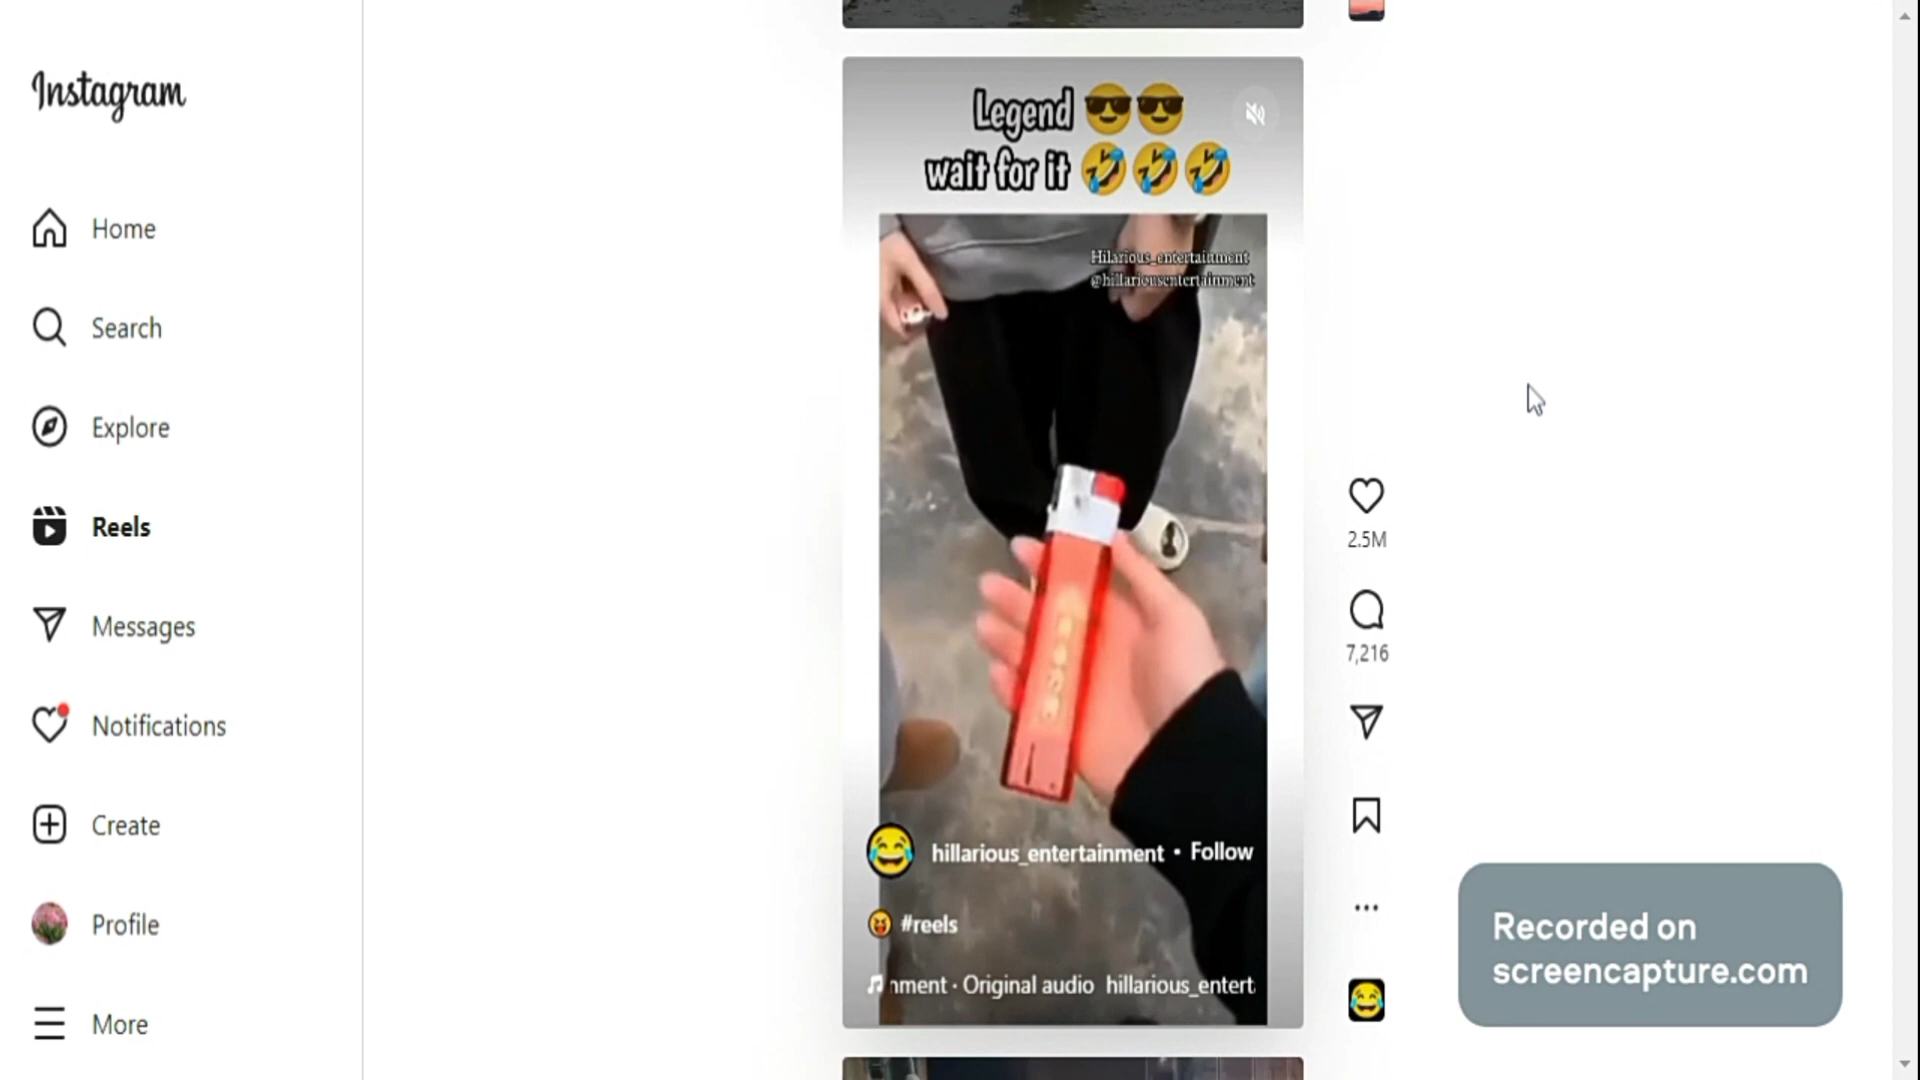 Instagram
Home
Search
Explore
Reels
Messages
Notifications
Create
Profile
More
Legend 😎😎
wait for it 🤣🤣🤣
Hilarious_entertainment
@hillariousentertainment
hillarious_entertainment • Follow
😝 #reels
nment · Original audio hillarious_entert
2.5M
7,216
Recorded on
screencapture.com